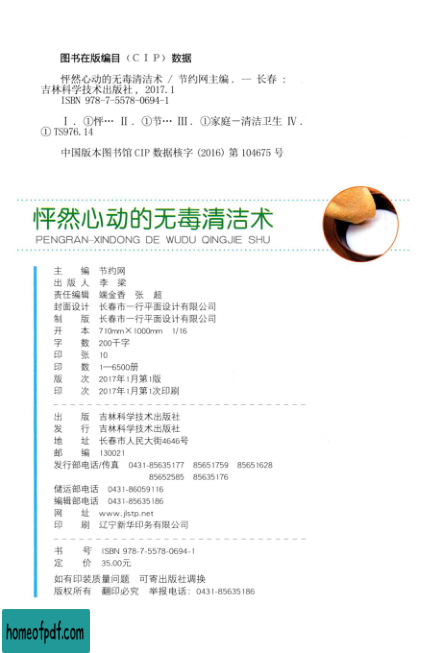 图书在版编目（CIP）数据
怦然心动的无毒清洁术 / 节约网主编. — 长春 :
吉林科学技术出版社, 2017.1
ISBN 978-7-5578-0694-1
Ⅰ. ①怦… Ⅱ. ①节… Ⅲ. ①家庭－清洁卫生 Ⅳ.
① TS976.14
中国版本图书馆 CIP 数据核字 (2016) 第 104675 号
怦然心动的无毒清洁术
PENGRAN-XINDONG DE WUDU QINGJIE SHU
主 编 节约网
出 版 人 李 梁
责任编辑 端金香 张 超
封面设计 长春市一行平面设计有限公司
制 版 长春市一行平面设计有限公司
开 本 710mm×1000mm 1/16
字 数 200千字
印 张 10
印 数 1—6500册
版 次 2017年1月第1版
印 次 2017年1月第1次印刷
出 版 吉林科学技术出版社
发 行 吉林科学技术出版社
地 址 长春市人民大街4646号
邮 编 130021
发行部电话/传真 0431-85635177 85651759 85651628
85652585 85635176
储运部电话 0431-86059116
编辑部电话 0431-85635186
网 址 www.jlstp.net
印 刷 辽宁新华印务有限公司
书 号 ISBN 978-7-5578-0694-1
定 价 35.00元
如有印装质量问题 可寄出版社调换
版权所有 翻印必究 举报电话：0431-85635186
homeofpdf.com